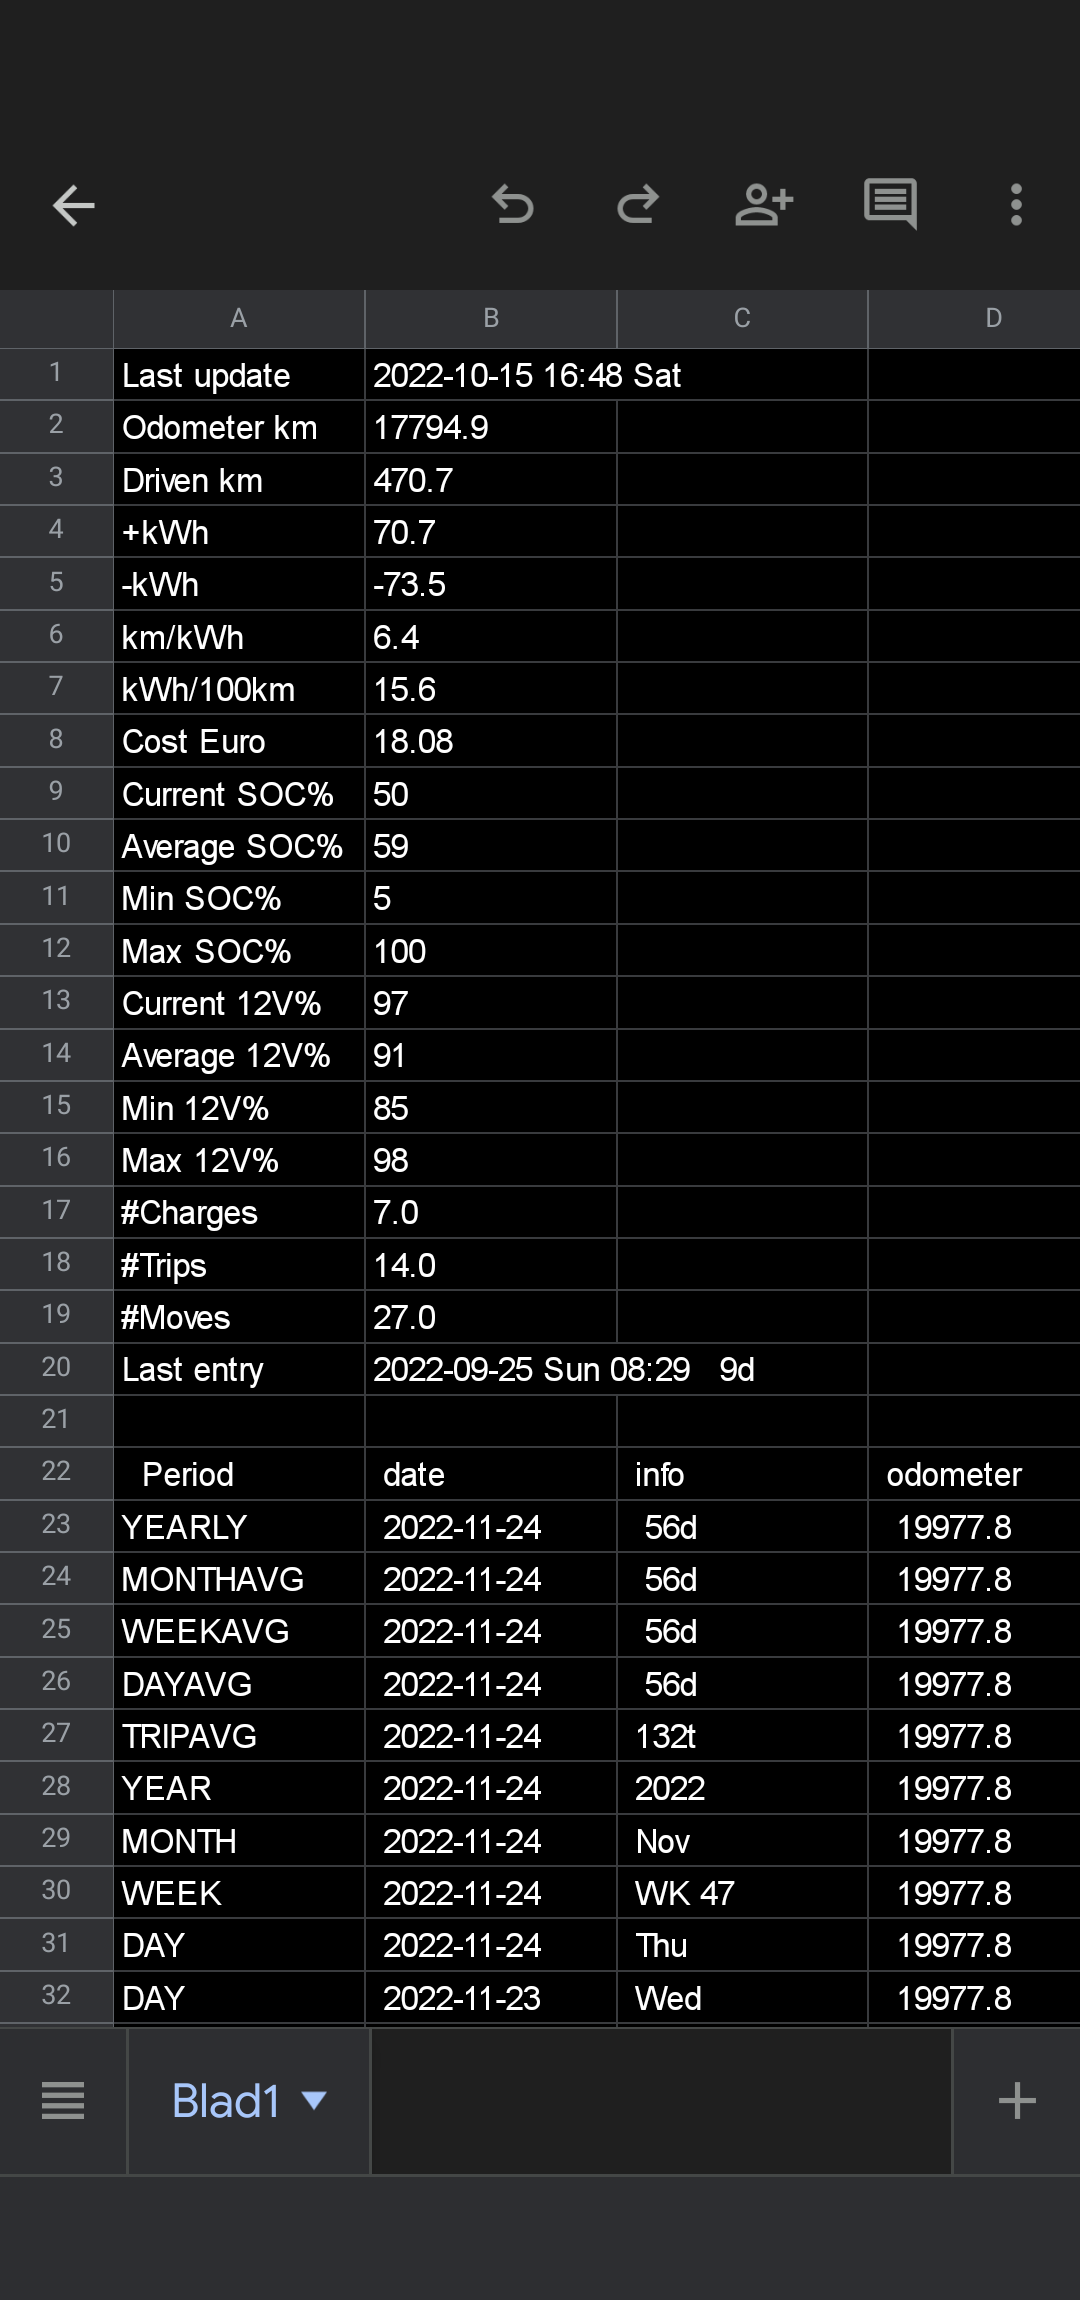 A B C D
1 Last update 2022-10-15 16:48 Sat
2 Odometer km 17794.9
3 Driven km 470.7
4 +kWh 70.7
5 -kWh -73.5
6 km/kWh 6.4
7 kWh/100km 15.6
8 Cost Euro 18.08
9 Current SOC% 50
10 Average SOC% 59
11 Min SOC% 5
12 Max SOC% 100
13 Current 12V% 97
14 Average 12V% 91
15 Min 12V% 85
16 Max 12V% 98
17 #Charges 7.0
18 #Trips 14.0
19 #Moves 27.0
20 Last entry 2022-09-25 Sun 08:29 9d
21
22 Period date info odometer
23 YEARLY 2022-11-24 56d 19977.8
24 MONTHAVG 2022-11-24 56d 19977.8
25 WEEKAVG 2022-11-24 56d 19977.8
26 DAYAVG 2022-11-24 56d 19977.8
27 TRIPAVG 2022-11-24 132t 19977.8
28 YEAR 2022-11-24 2022 19977.8
29 MONTH 2022-11-24 Nov 19977.8
30 WEEK 2022-11-24 WK 47 19977.8
31 DAY 2022-11-24 Thu 19977.8
32 DAY 2022-11-23 Wed 19977.8
Blad1